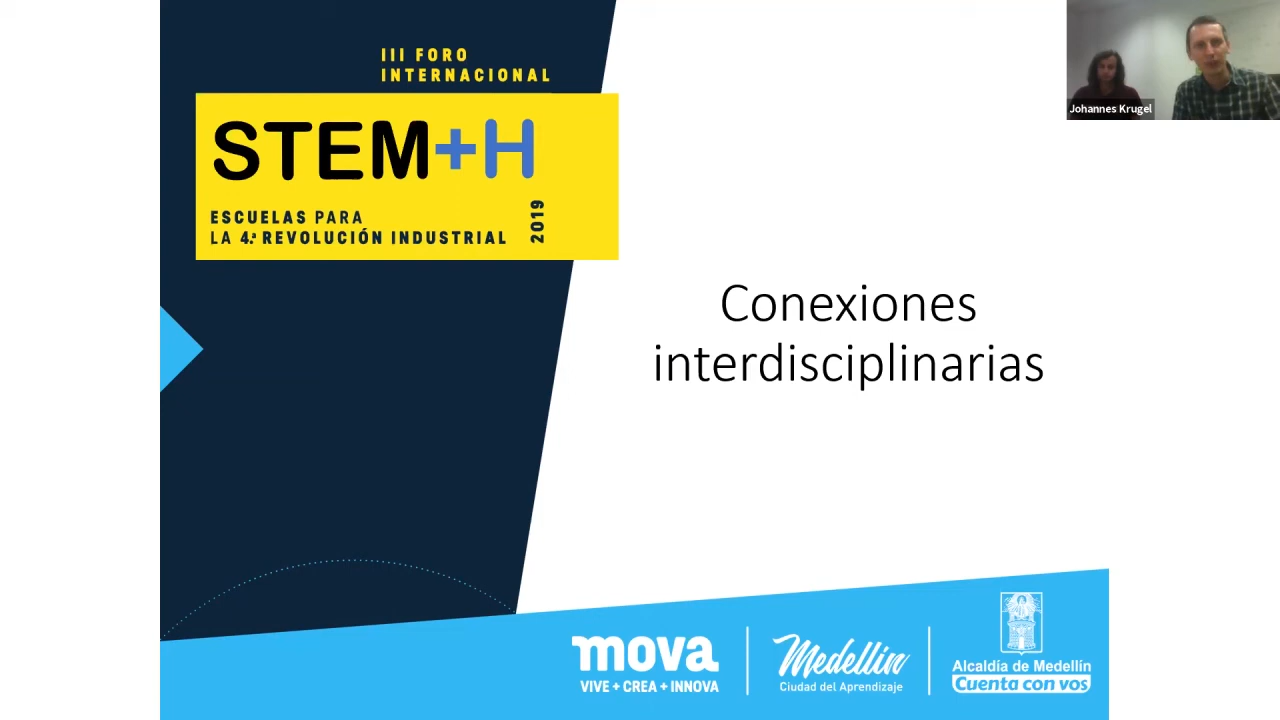 III FORO
INTERNACIONAL
STEM+H
ESCUELAS PARA
LA 4.ª REVOLUCIÓN INDUSTRIAL
2019
Johannes Krugel
Conexiones
interdisciplinarias
mova
VIVE + CREA + INNOVA
Medellín
Ciudad del Aprendizaje
Alcaldía de Medellín
Cuenta con vos